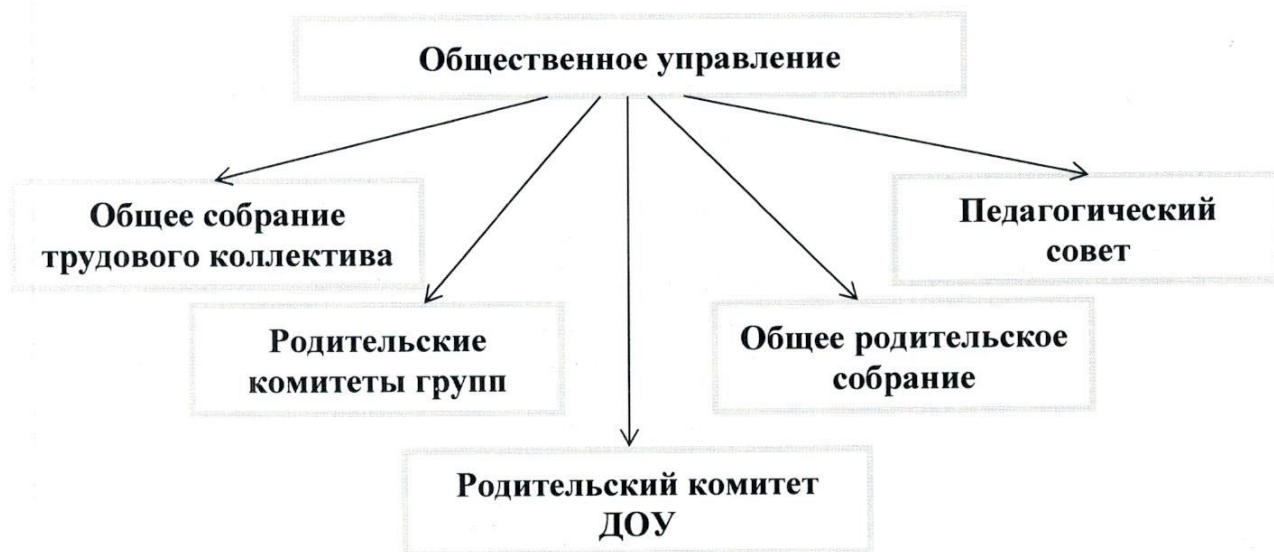 Общественное управление
Общее собрание
трудового коллектива
Педагогический
совет
Родительские
комитеты групп
Общее родительское
собрание
Родительский комитет
ДОУ